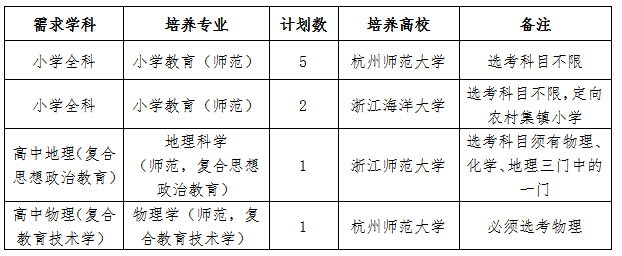 需求学科 培养专业 计划数 培养高校 备注
小学全科 小学教育（师范） 5 杭州师范大学 选考科目不限
小学全科 小学教育（师范） 2 浙江海洋大学 选考科目不限,定向
农村集镇小学
高中地理(复合
思想政治教育)
地理科学
（师范，复合思想
政治教育）
1
浙江师范大学
选考科目须有物理、
化学、地理三门中的
一门
高中物理(复合
教育技术学)
物理学（师范，复
合教育技术学）
1
杭州师范大学
必须选考物理